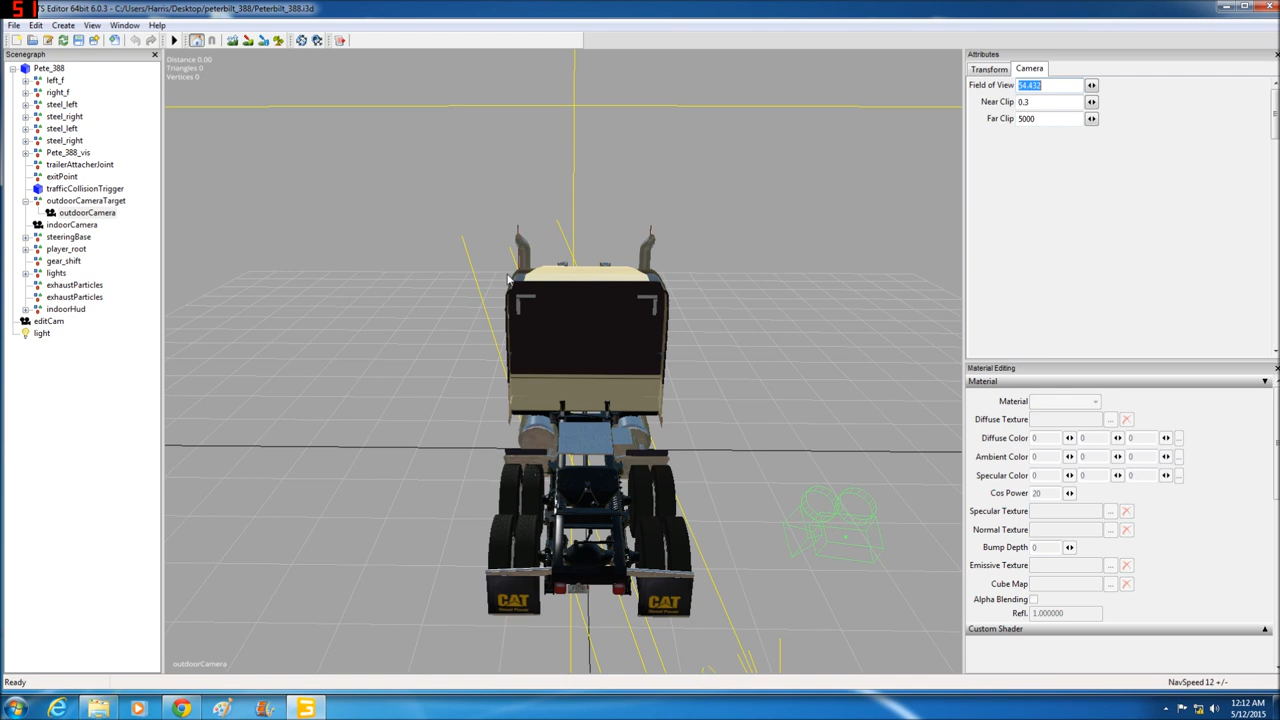 51
TS Editor 64bit 6.0.3 - C:/Users/Harris/Desktop/peterbilt_388/Peterbilt_388.i3d
File Edit Create View Window Help
Scenegraph
Pete_388
left_f
right_f
steel_left
steel_right
steel_left
steel_right
Pete_388_vis
trailerAttacherJoint
exitPoint
trafficCollisionTrigger
outdoorCameraTarget
outdoorCamera
indoorCamera
steeringBase
player_root
gear_shift
lights
exhaustParticles
exhaustParticles
indoorHud
editCam
light
Distance 0.00
Triangles 0
Vertices 0
CAT
CAT
outdoorCamera
Attributes
Transform Camera
Field of View 54.432
Near Clip 0.3
Far Clip 5000
Material Editing
Material
Material
Diffuse Texture ...
Diffuse Color 0 0 0 ...
Ambient Color 0 0 0 ...
Specular Color 0 0 0 ...
Cos Power 20
Specular Texture ...
Normal Texture ...
Bump Depth 0
Emissive Texture ...
Cube Map ...
Alpha Blending
Refl. 1.000000
Custom Shader
Ready
NavSpeed 12 +/-
12:12 AM
5/12/2015